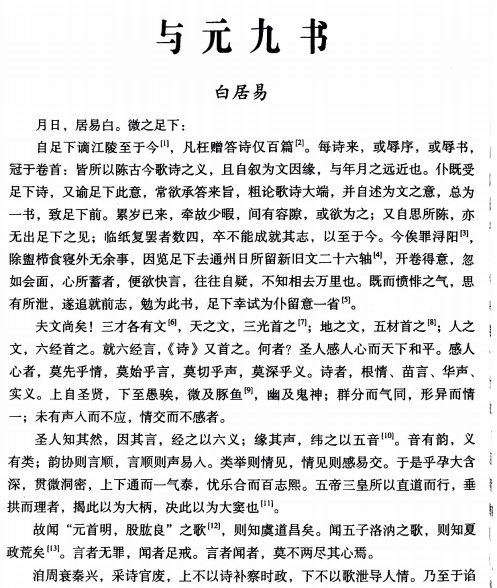 与元九书
白居易
月日，居易白。微之足下：
自足下谪江陵至于今[1]，凡枉赠答诗仅百篇[2]。每诗来，或辱序，或辱书，
冠于卷首：皆所以陈古今歌诗之义，且自叙为文因缘，与年月之远近也。仆既受
足下诗，又谕足下此意，常欲承答来旨，粗论歌诗大端，并自述为文之意，总为
一书，致足下前。累岁已来，牵故少暇，间有容隙，或欲为之；又自思所陈，亦
无出足下之见；临纸复罢者数四，卒不能成就其志，以至于今。今俟罪浔阳[3]，
除盥栉食寝外无余事，因览足下去通州日所留新旧文二十六轴[4]，开卷得意，忽
如会面，心所蓄者，便欲快言，往往自疑，不知相去万里也。既而愤悱之气，思
有所泄，遂追就前志，勉为此书，足下幸试为仆留意一省[5]。
夫文尚矣！三才各有文[6]，天之文，三光首之[7]；地之文，五材首之[8]；人之
文，六经首之。就六经言，《诗》又首之。何者？圣人感人心而天下和平。感人
心者，莫先乎情，莫始乎言，莫切乎声，莫深乎义。诗者，根情、苗言、华声、
实义。上自圣贤，下至愚騃，微及豚鱼[9]，幽及鬼神；群分而气同，形异而情
一；未有声入而不应，情交而不感者。
圣人知其然，因其言，经之以六义；缘其声，纬之以五音[10]。音有韵，义
有类；韵协则言顺，言顺则声易入。类举则情见，情见则感易交。于是乎孕大含
深，贯微洞密，上下通而一气泰，忧乐合而百志熙。五帝三皇所以直道而行，垂
拱而理者，揭此以为大柄，决此以为大窦也[11]。
故闻“元首明，股肱良”之歌[12]，则知虞道昌矣。闻五子洛汭之歌，则知夏
政荒矣[13]。言者无罪，闻者足戒。言者闻者，莫不两尽其心焉。
洎周衰秦兴，采诗官废，上不以诗补察时政，下不以歌泄导人情。乃至于谄